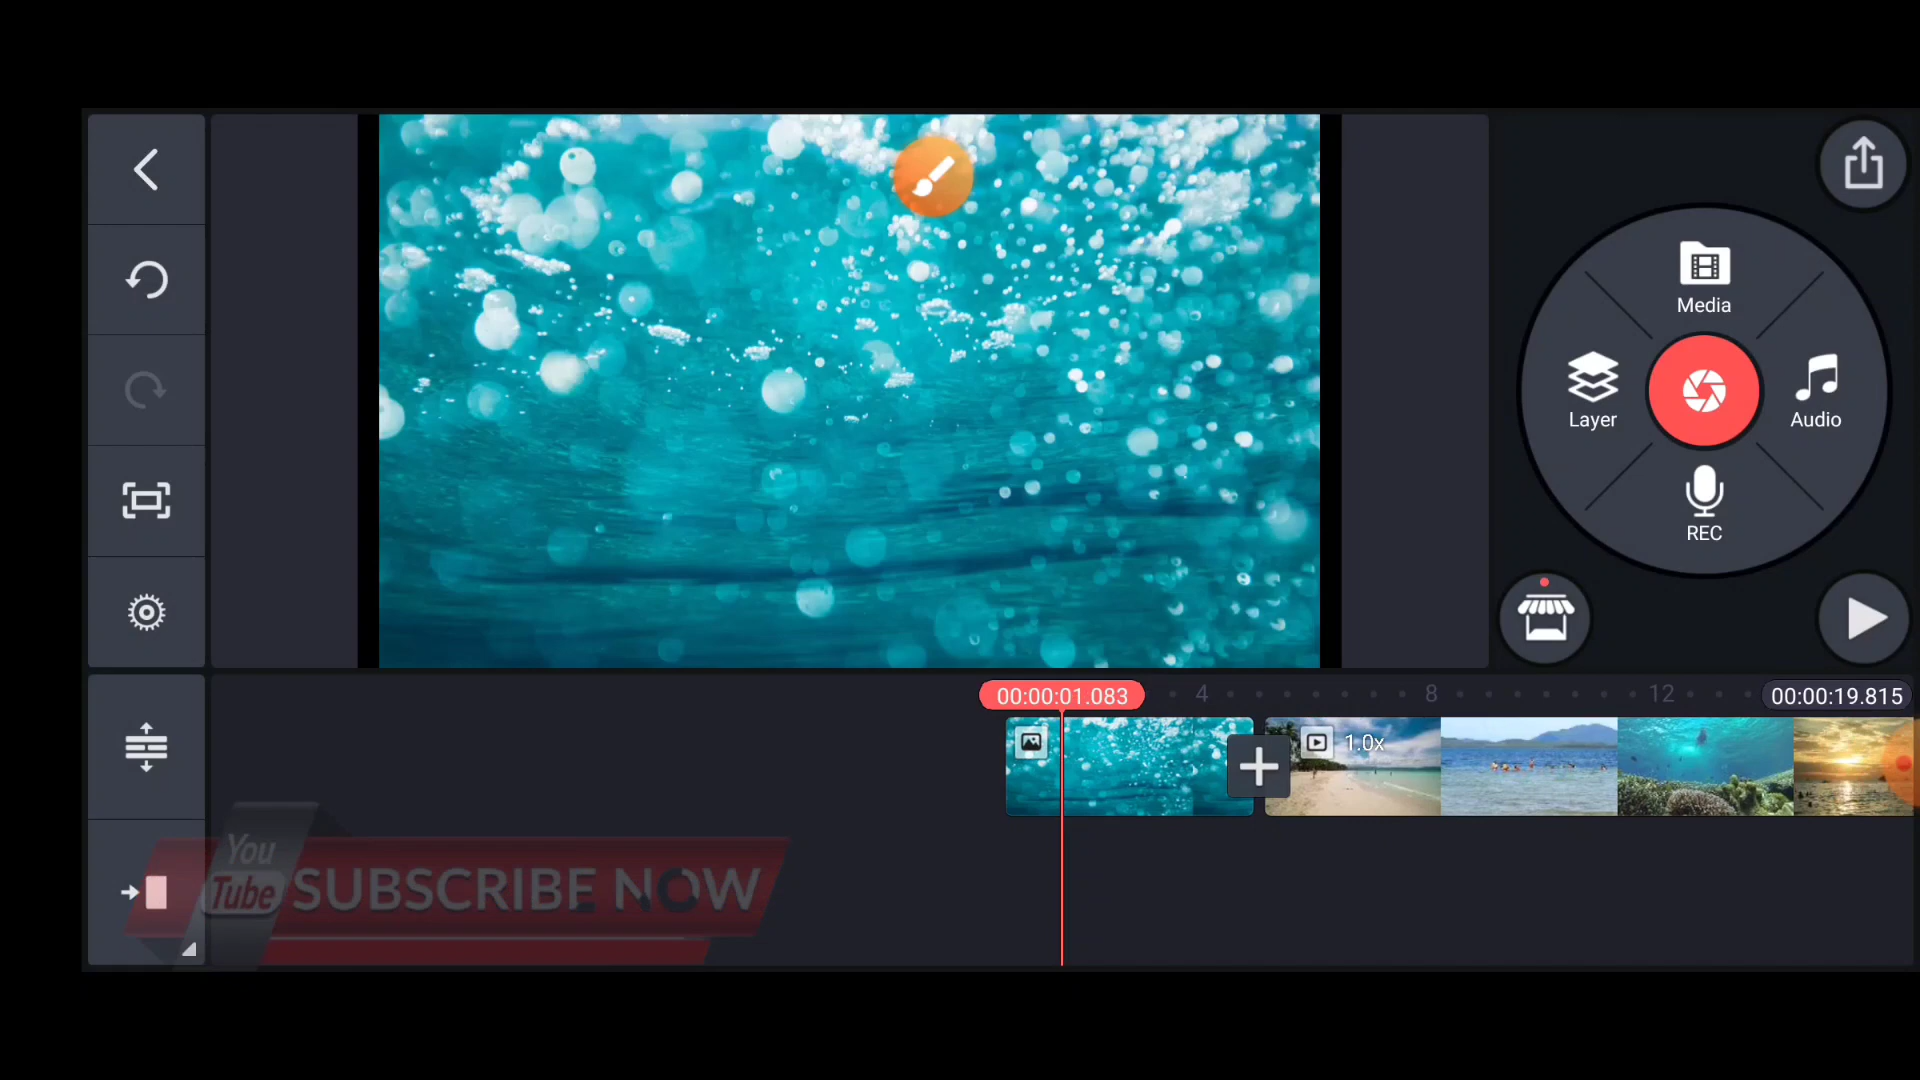 Media
Layer
Audio
REC
00:00:01.083
4
8
12
00:00:19.815
1.0x
You
Tube
SUBSCRIBE NOW